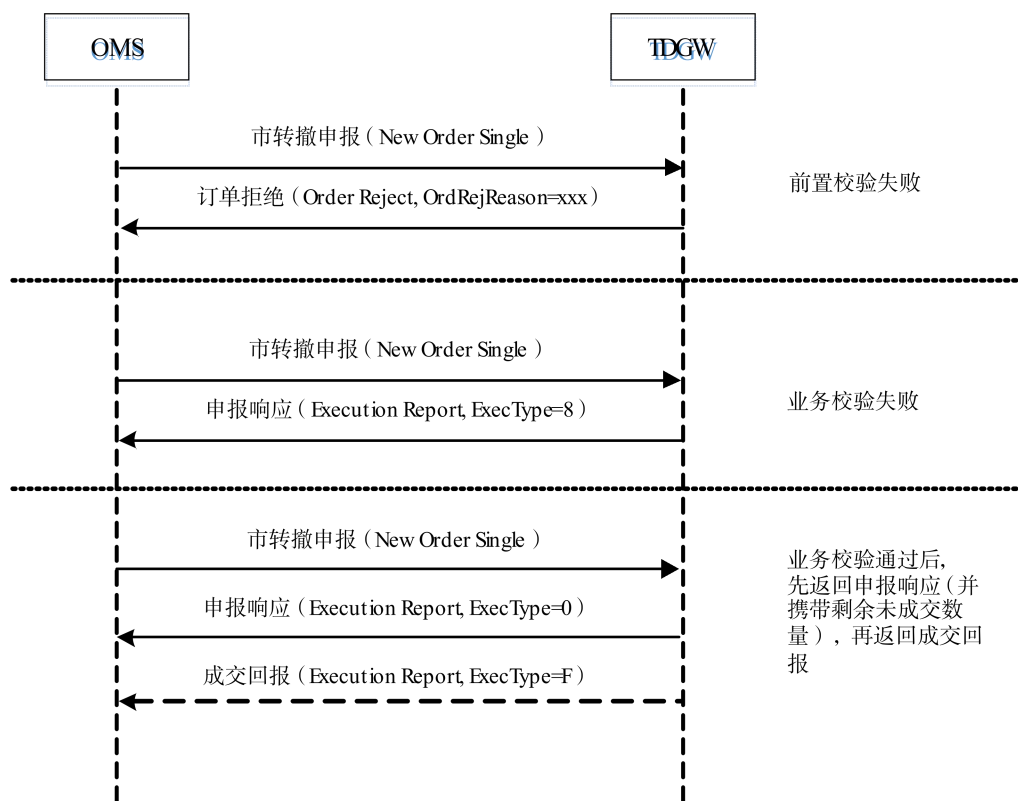 OMS
TDGW
市转撤申报（New Order Single）
订单拒绝（Order Reject, OrdRejReason=xxx）
前置校验失败
市转撤申报（New Order Single）
申报响应（Execution Report, ExecType=8）
业务校验失败
市转撤申报（New Order Single）
申报响应（Execution Report, ExecType=0）
成交回报（Execution Report, ExecType=F）
业务校验通过后,
先返回申报响应（并
携带剩余未成交数
量），再返回成交回
报